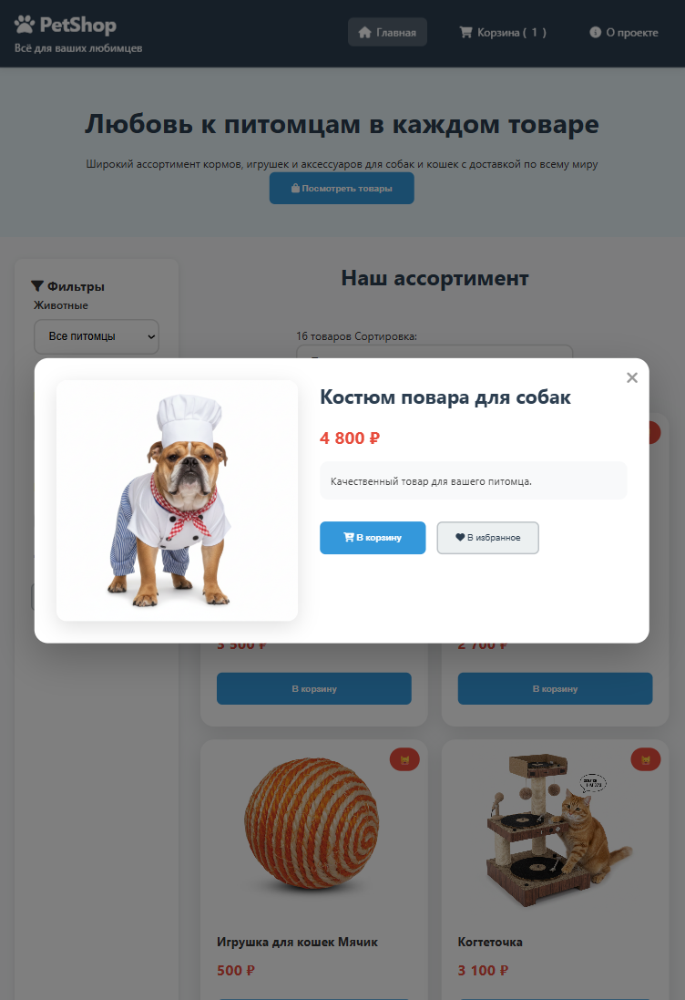 PetShop
Всё для ваших любимцев
Главная
Корзина ( 1 )
О проекте
Любовь к питомцам в каждом товаре
Широкий ассортимент кормов, игрушек и аксессуаров для собак и кошек с доставкой по всему миру
Посмотреть товары
Фильтры
Животные
Все питомцы
Наш ассортимент
16 товаров Сортировка:
×
Костюм повара для собак
4 800 ₽
Качественный товар для вашего питомца.
В корзину
В избранное
3 500 ₽
2 700 ₽
В корзину
В корзину
Игрушка для кошек Мячик
500 ₽
Когтеточка
3 100 ₽